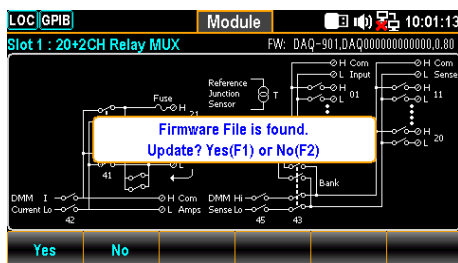 LOC GPIB Module 10:01:13
Slot 1 : 20+2CH Relay MUX FW: DAQ-901,DAQ000000000000,0.80
H Com H Com
L Input L Sense
Reference
Junction
Sensor
T
H 01 H 11
L L
Fuse
H 21
Firmware File is found.
Update? Yes(F1) or No(F2)
H 20
L
41 L
Bank
DMM I H Com DMM Hi
Current Lo L Amps Sense Lo
42 45 43
Yes No